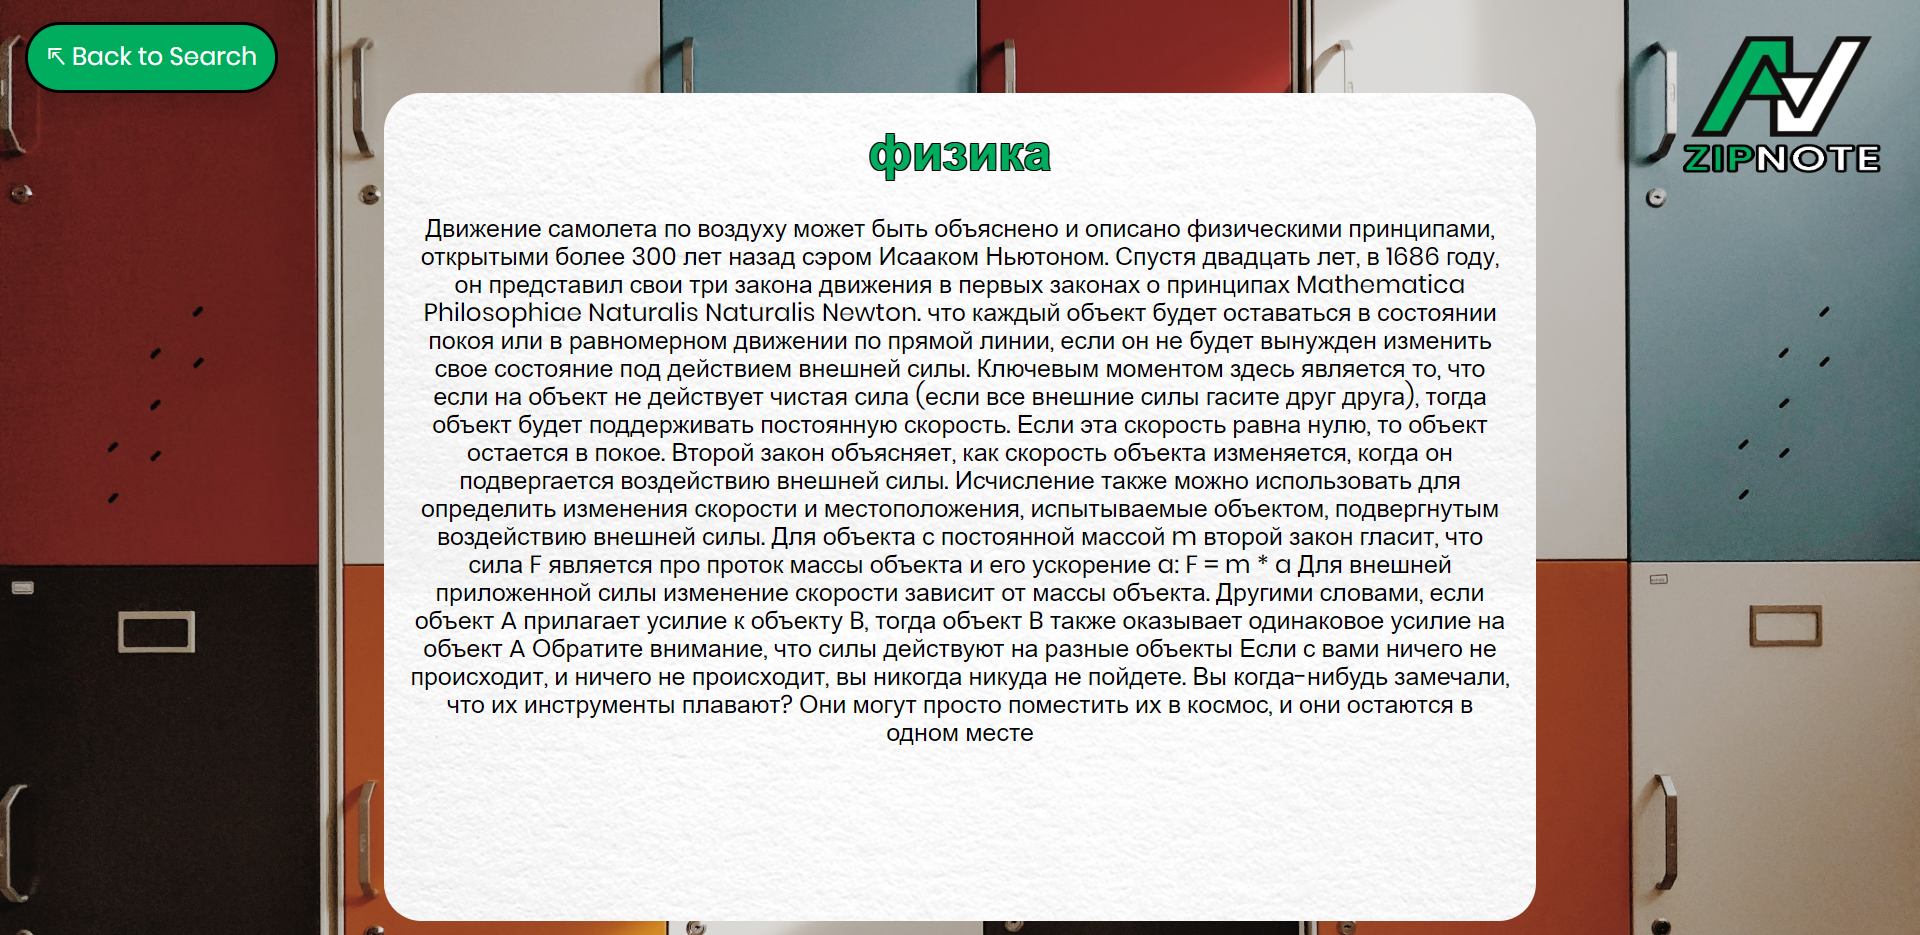 ⇱ Back to Search
ZIPNOTE
физика
Движение самолета по воздуху может быть объяснено и описано физическими принципами,
открытыми более 300 лет назад сэром Исааком Ньютоном. Спустя двадцать лет, в 1686 году,
он представил свои три закона движения в первых законах о принципах Mathematica
Philosophiae Naturalis Naturalis Newton. что каждый объект будет оставаться в состоянии
покоя или в равномерном движении по прямой линии, если он не будет вынужден изменить
свое состояние под действием внешней силы. Ключевым моментом здесь является то, что
если на объект не действует чистая сила (если все внешние силы гасите друг друга), тогда
объект будет поддерживать постоянную скорость. Если эта скорость равна нулю, то объект
остается в покое. Второй закон объясняет, как скорость объекта изменяется, когда он
подвергается воздействию внешней силы. Исчисление также можно использовать для
определить изменения скорости и местоположения, испытываемые объектом, подвергнутым
воздействию внешней силы. Для объекта с постоянной массой m второй закон гласит, что
сила F является про проток массы объекта и его ускорение a: F = m * a Для внешней
приложенной силы изменение скорости зависит от массы объекта. Другими словами, если
объект A прилагает усилие к объекту B, тогда объект B также оказывает одинаковое усилие на
объект A Обратите внимание, что силы действуют на разные объекты Если с вами ничего не
происходит, и ничего не происходит, вы никогда никуда не пойдете. Вы когда-нибудь замечали,
что их инструменты плавают? Они могут просто поместить их в космос, и они остаются в
одном месте